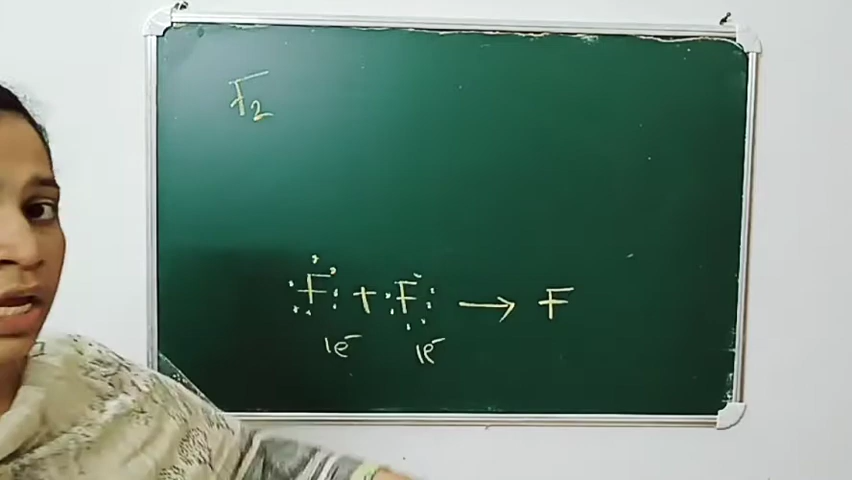 F₂
F + F → F
1e⁻ 1e⁻